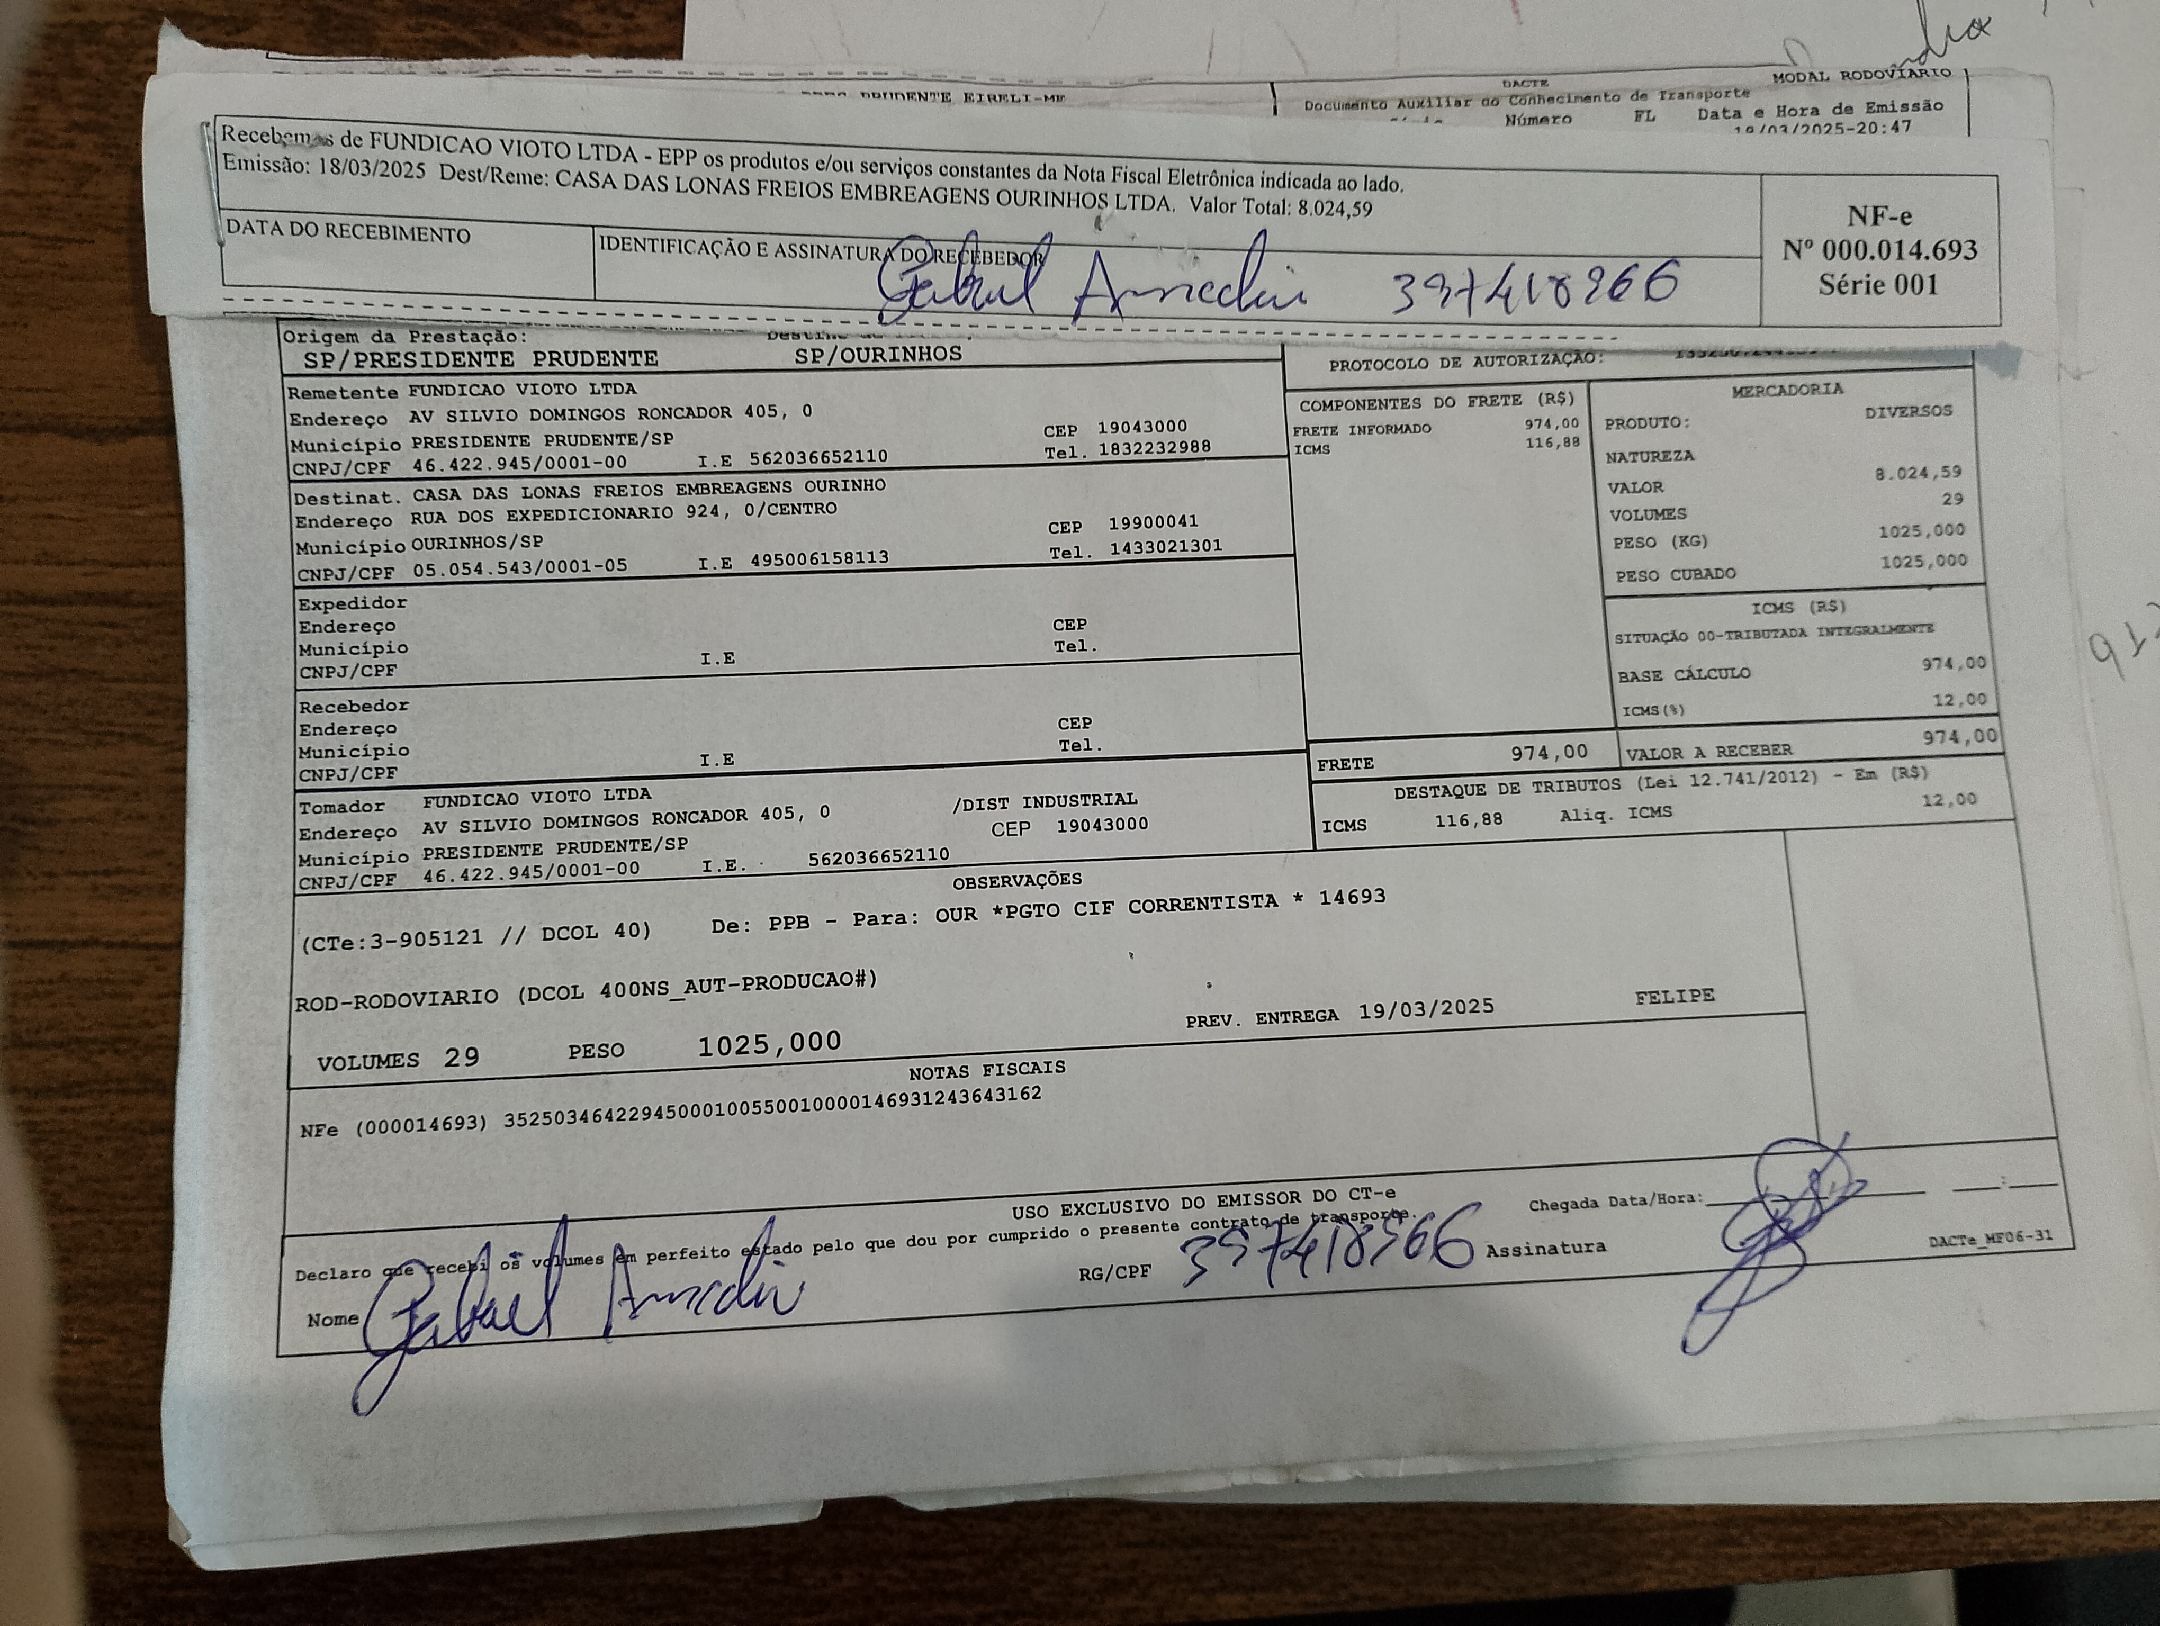 DACTE
MODAL RODOVIÁRIO
PRUDENTE EIRELI-ME
Documento Auxiliar do Conhecimento de Transporte
Número FL Data e Hora de Emissão
18/03/2025-20:47
Recebemos de FUNDICAO VIOTO LTDA - EPP os produtos e/ou serviços constantes da Nota Fiscal Eletrônica indicada ao lado.
Emissão: 18/03/2025 Dest/Reme: CASA DAS LONAS FREIOS EMBREAGENS OURINHOS LTDA. Valor Total: 8.024,59
NF-e
Nº 000.014.693
Série 001
DATA DO RECEBIMENTO
IDENTIFICAÇÃO E ASSINATURA DO RECEBEDOR
Gabriel
Origem da Prestação:
SP/PRESIDENTE PRUDENTE SP/OURINHOS
PROTOCOLO DE AUTORIZAÇÃO:
Remetente FUNDICAO VIOTO LTDA
Endereço AV SILVIO DOMINGOS RONCADOR 405, 0
Município PRESIDENTE PRUDENTE/SP CEP 19043000
CNPJ/CPF 46.422.945/0001-00 I.E 562036652110 Tel. 1832232988
Destinat. CASA DAS LONAS FREIOS EMBREAGENS OURINHO
Endereço RUA DOS EXPEDICIONARIO 924, 0/CENTRO
Município OURINHOS/SP CEP 19900041
CNPJ/CPF 05.054.543/0001-05 I.E 495006158113 Tel. 1433021301
Expedidor
Endereço
Município CEP
CNPJ/CPF I.E Tel.
Recebedor
Endereço
Município CEP
CNPJ/CPF I.E Tel.
Tomador FUNDICAO VIOTO LTDA
Endereço AV SILVIO DOMINGOS RONCADOR 405, 0 /DIST INDUSTRIAL
Município PRESIDENTE PRUDENTE/SP CEP 19043000
CNPJ/CPF 46.422.945/0001-00 I.E. 562036652110
COMPONENTES DO FRETE (R$)
FRETE INFORMADO 974,00
ICMS 116,88
MERCADORIA
PRODUTO: DIVERSOS
NATUREZA
VALOR 8.024,59
VOLUMES 29
PESO (KG) 1025,000
PESO CUBADO 1025,000
ICMS (R$)
SITUAÇÃO 00-TRIBUTADA INTEGRALMENTE
BASE CÁLCULO 974,00
ICMS(%) 12,00
FRETE 974,00 VALOR A RECEBER 974,00
DESTAQUE DE TRIBUTOS (Lei 12.741/2012) - Em (R$)
ICMS 116,88 Aliq. ICMS 12,00
OBSERVAÇÕES
(CTe:3-905121 // DCOL 40) De: PPB - Para: OUR *PGTO CIF CORRENTISTA * 14693
ROD-RODOVIARIO (DCOL 400NS_AUT-PRODUCAO#)
PREV. ENTREGA 19/03/2025 FELIPE
VOLUMES 29 PESO 1025,000
NOTAS FISCAIS
NFe (000014693) 35250346422945000100550010000146931243643162
USO EXCLUSIVO DO EMISSOR DO CT-e
Declaro que recebi os volumes em perfeito estado pelo que dou por cumprido o presente contrato de transporte.
Chegada Data/Hora:
Nome Gabriel
RG/CPF
Assinatura
DACTe_MF06-31